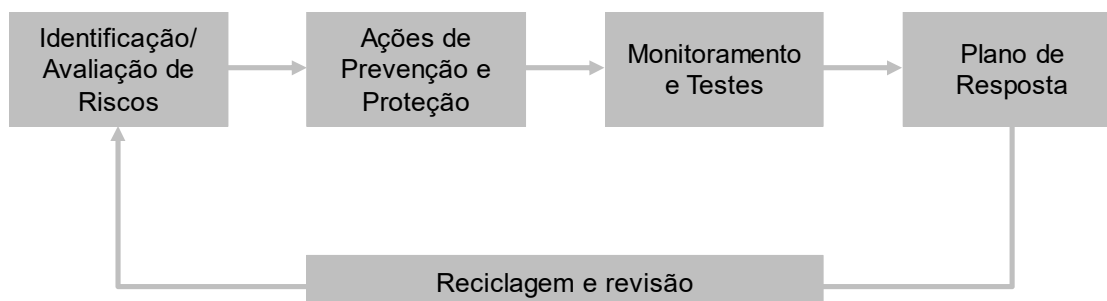 Identificação/
Avaliação de
Riscos
Ações de
Prevenção e
Proteção
Monitoramento
e Testes
Plano de
Resposta
Reciclagem e revisão